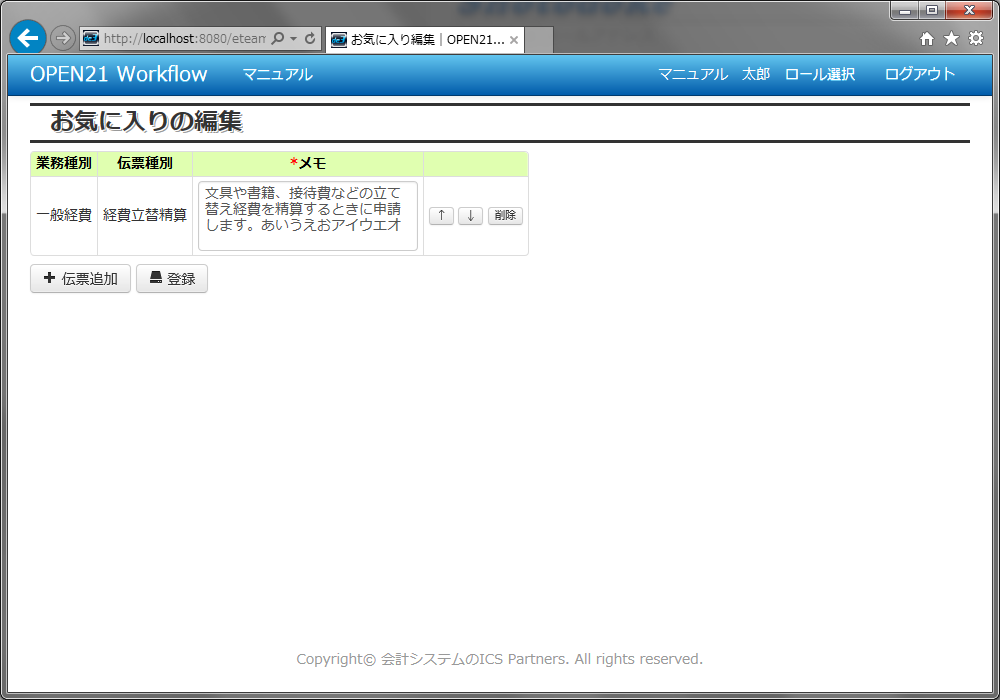 http://localhost:8080/eteam
お気に入り編集 | OPEN21...
OPEN21 Workflow マニュアル マニュアル 太郎 ロール選択 ログアウト
お気に入りの編集
業務種別 伝票種別 *メモ
一般経費 経費立替精算
文具や書籍、接待費などの立て
替え経費を精算するときに申請
します。あいうえおアイウエオ
↑ ↓ 削除
伝票追加 登録
Copyright© 会計システムのICS Partners. All rights reserved.